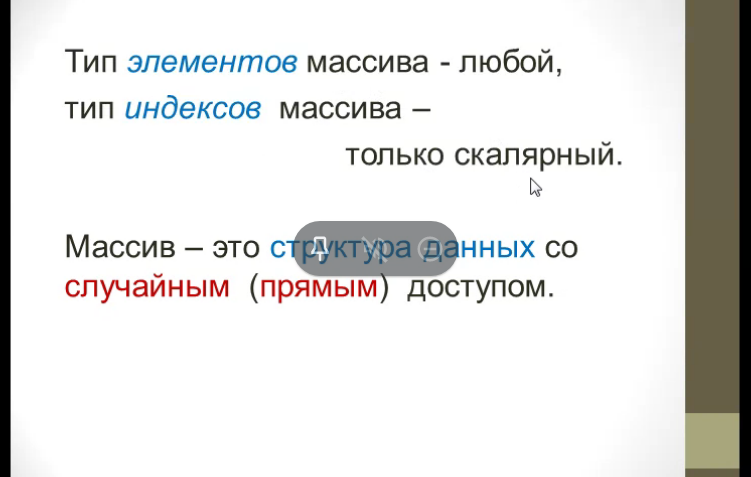 Тип элементов массива - любой,
тип индексов массива –
только скалярный.
Массив – это структура данных со
случайным (прямым) доступом.